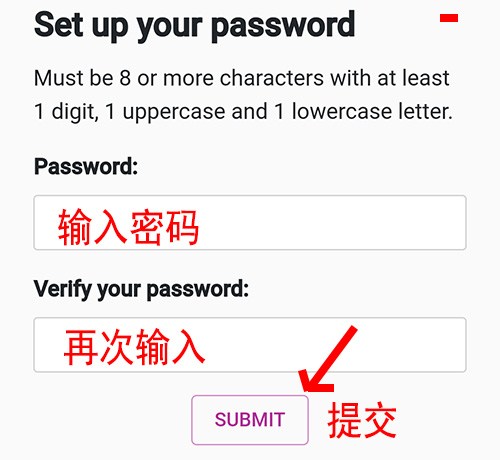 Set up your password
Must be 8 or more characters with at least
1 digit, 1 uppercase and 1 lowercase letter.
Password:
输入密码
Verify your password:
再次输入
SUBMIT
提交